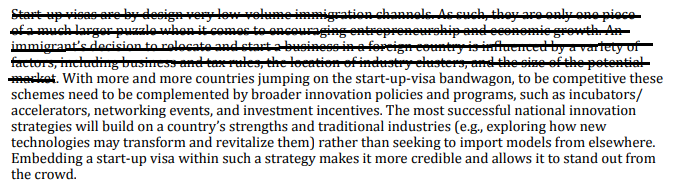 Start-up visas are by design very low-volume immigration channels. As such, they are only one piece
of a much larger puzzle when it comes to encouraging entrepreneurship and economic growth. An
immigrant's decision to relocate and start a business in a foreign country is influenced by a variety of
factors, including business and tax rules, the location of industry clusters, and the size of the potential
market. With more and more countries jumping on the start-up-visa bandwagon, to be competitive these
schemes need to be complemented by broader innovation policies and programs, such as incubators/
accelerators, networking events, and investment incentives. The most successful national innovation
strategies will build on a country's strengths and traditional industries (e.g., exploring how new
technologies may transform and revitalize them) rather than seeking to import models from elsewhere.
Embedding a start-up visa within such a strategy makes it more credible and allows it to stand out from
the crowd.